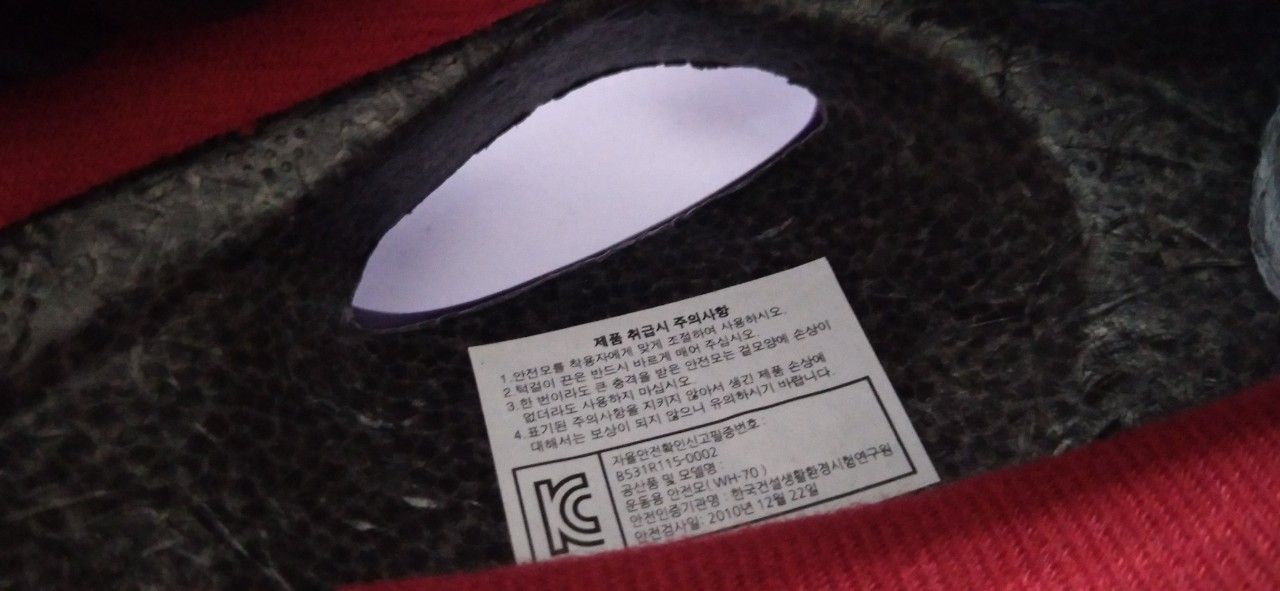 제품 취급시 주의사항
1.안전모를 착용자에게 맞게 조절하여 사용하시오.
2.턱걸이 끈은 반드시 바르게 매어 주십시오.
3.한 번이라도 큰 충격을 받은 안전모는 겉모양에 손상이
없더라도 사용하지 마십시오.
4.표기된 주의사항을 지키지 않아서 생긴 제품 손상에
대해서는 보상이 되지 않으니 유의하시기 바랍니다.
자율안전확인신고필증번호 :
B531R115-0002
공산품 및 모델명 :
운동용 안전모( WH-70 )
안전인증기관명 : 한국건설생활환경시험연구원
안전검사일: 2010년 12월 22일